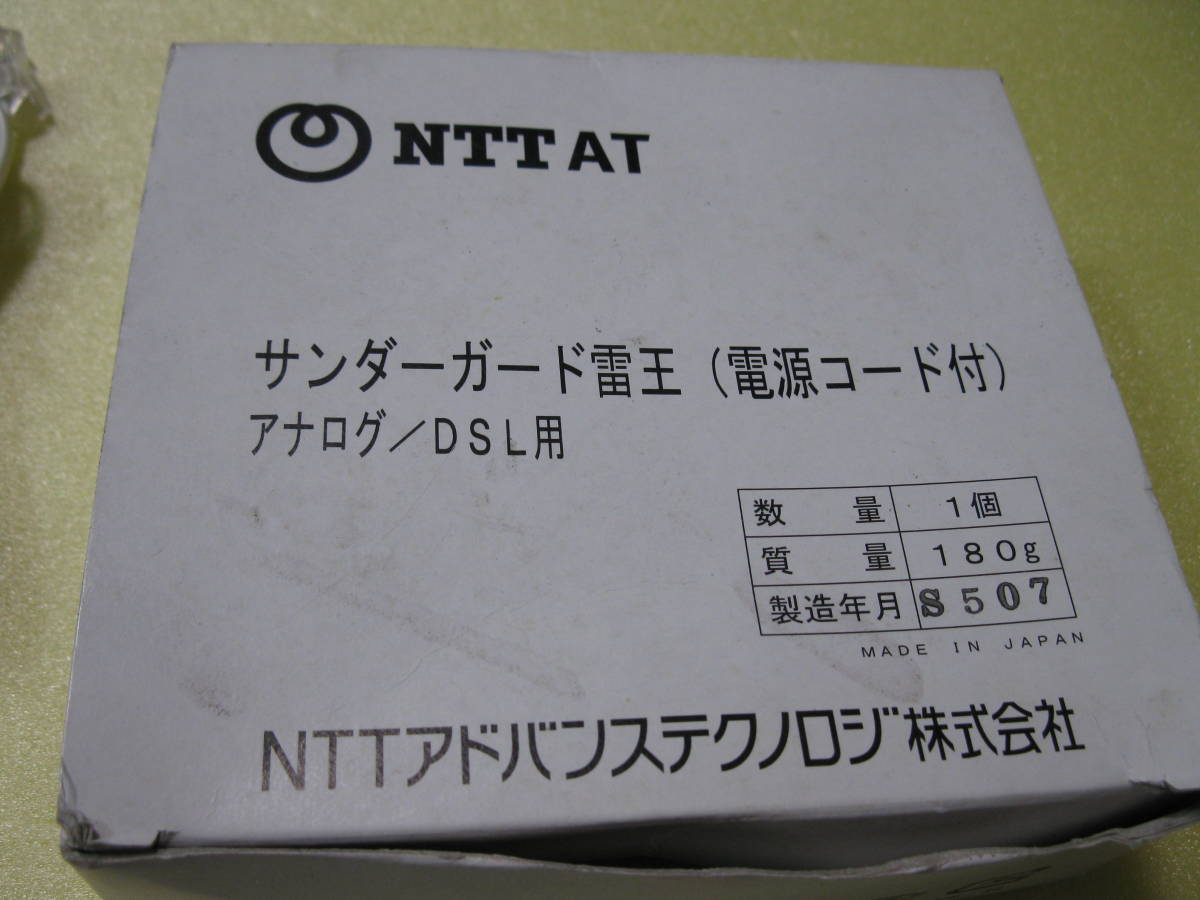 NTT AT
サンダーガード雷王（電源コード付）
アナログ／DSL用
数量 1個
質量 180g
製造年月 S507
MADE IN JAPAN
NTTアドバンステクノロジ株式会社